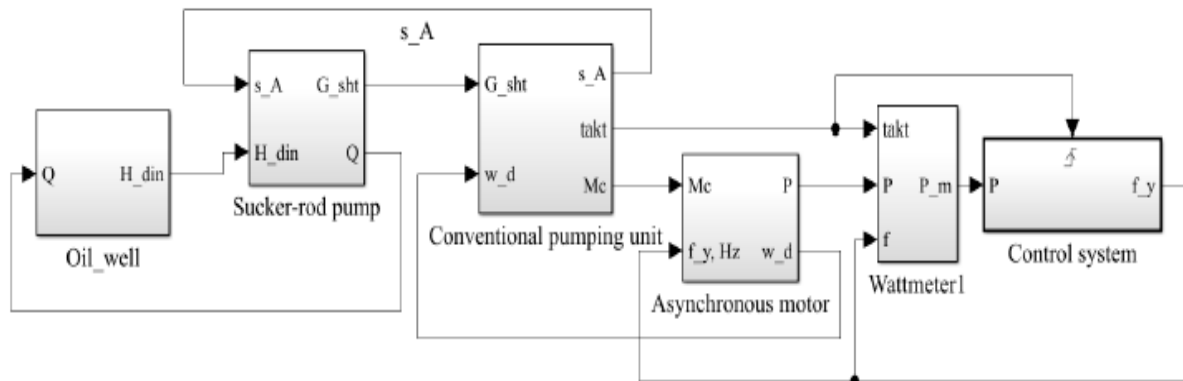 s_A
s_A G_sht
H_din Q
Sucker-rod pump
Q H_din
Oil_well
G_sht s_A
takt
w_d Mc
Conventional pumping unit
Mc P
f_y, Hz w_d
Asynchronous motor
takt
P P_m
f
Wattmeter1
P f_y
Control system